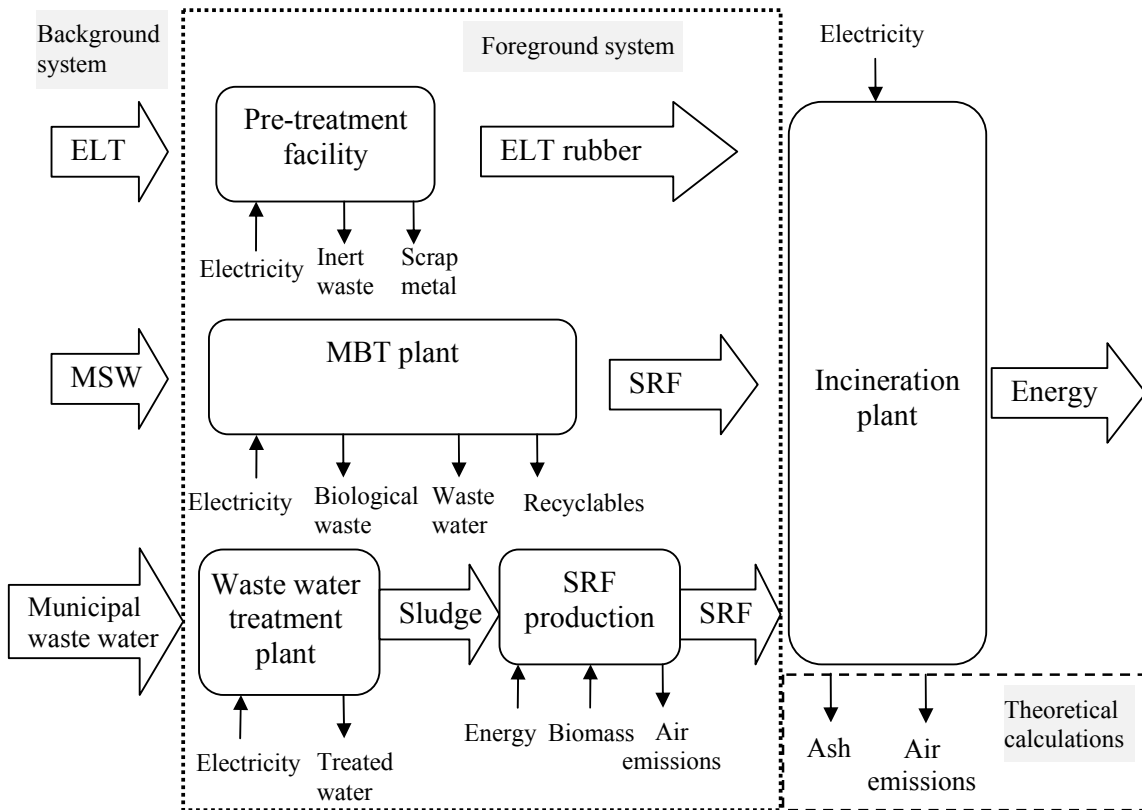 Background
system
Foreground system
Electricity
ELT
Pre-treatment
facility
ELT rubber
Electricity
Inert
waste
Scrap
metal
MSW
MBT plant
SRF
Incineration
plant
Energy
Electricity
Biological
waste
Waste
water
Recyclables
Municipal
waste water
Waste water
treatment
plant
Sludge
SRF
production
SRF
Electricity
Treated
water
Energy
Biomass
Air
emissions
Ash
Air
emissions
Theoretical
calculations